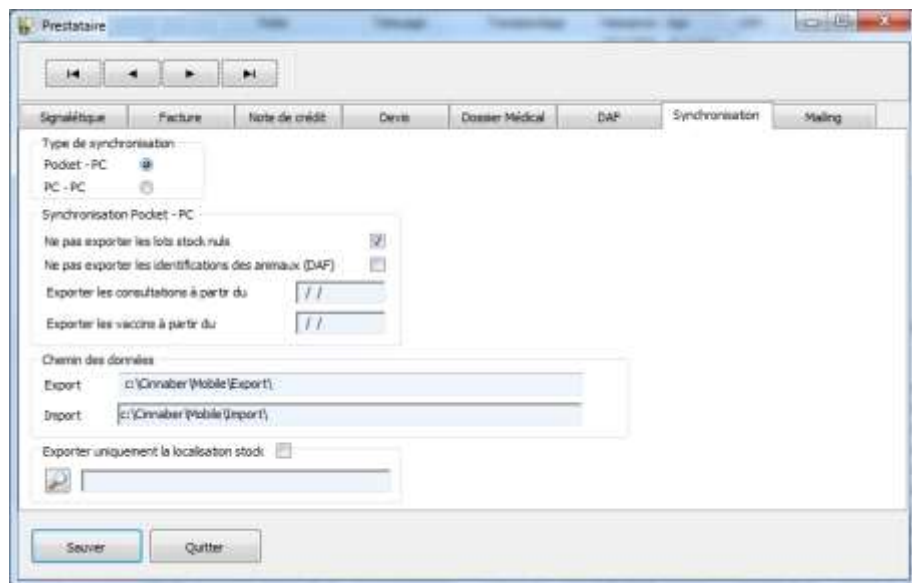 Prestataire
Signalétique Facture Note de crédit Devis Dossier Médical DAF Synchronisation Mailing
Type de synchronisation
Pocket - PC
PC - PC
Synchronisation Pocket - PC
Ne pas exporter les lots stock nuls
Ne pas exporter les identifications des animaux (DAF)
Exporter les consultations à partir du / /
Exporter les vaccins à partir du / /
Chemin des données
Export c:\Cinnaber\Mobile\Export\
Import c:\Cinnaber\Mobile\Import\
Exporter uniquement la localisation stock
Sauver Quitter